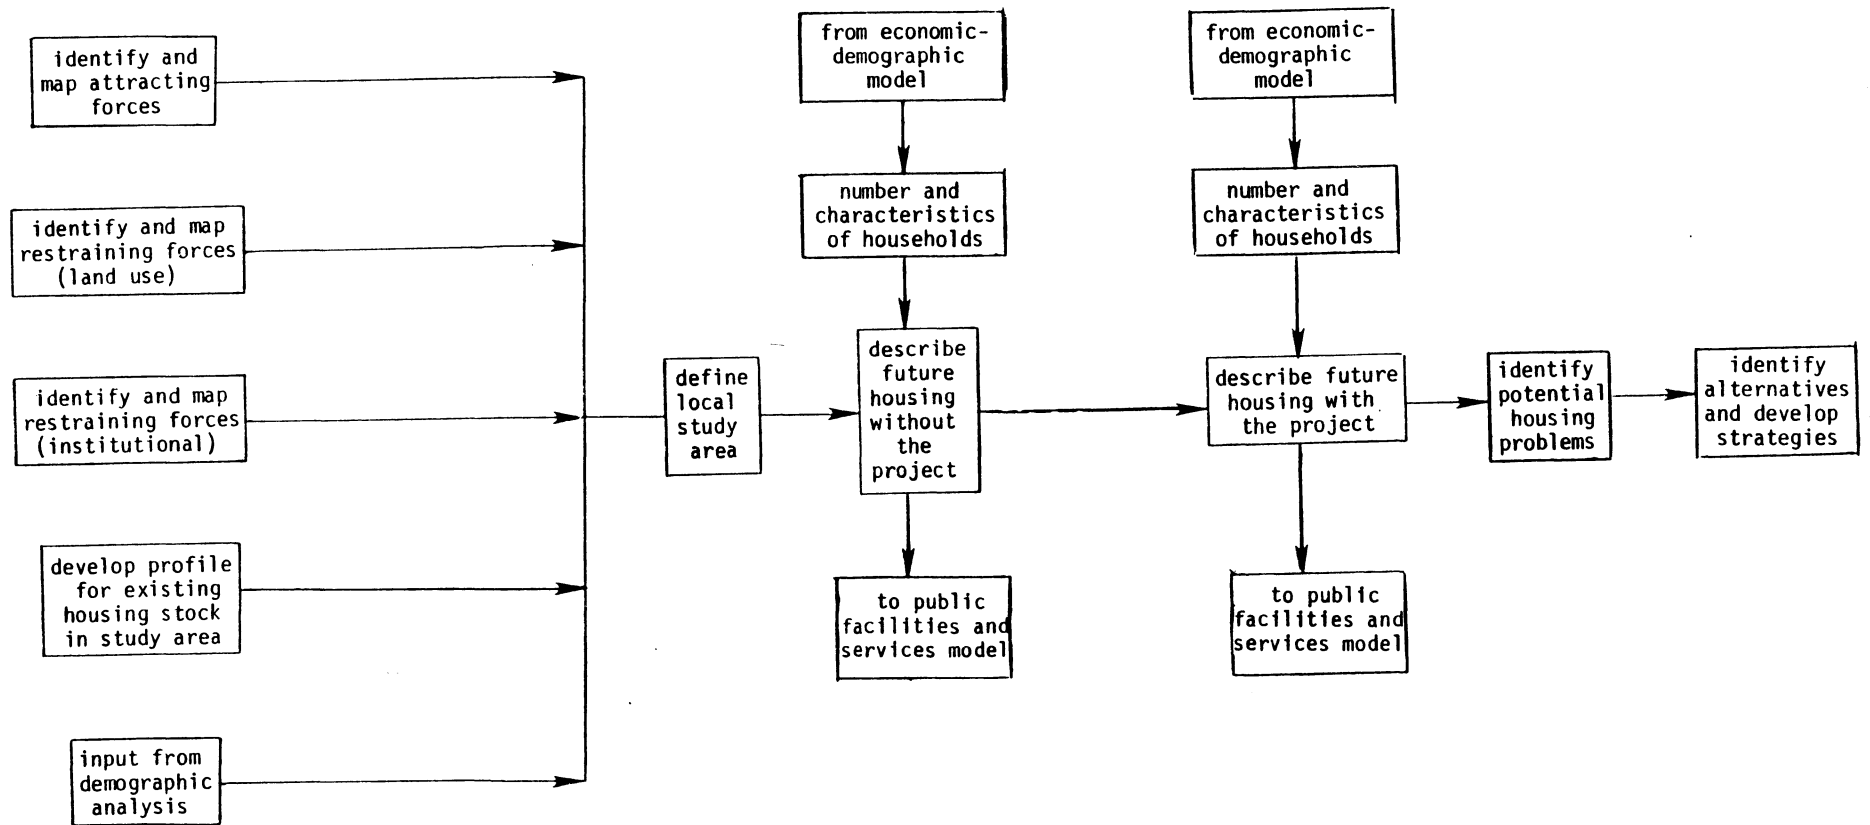 identify and
map attracting
forces
identify and map
restraining forces
(land use)
identify and map
restraining forces
(institutional)
develop profile
for existing
housing stock
in study area
input from
demographic
analysis
define
local
study
area
from economic-
demographic
model
number and
characteristics
of households
describe
future
housing
without
the
project
to public
facilities and
services model
from economic-
demographic
model
number and
characteristics
of households
describe future
housing with
the project
to public
facilities and
services model
identify
potential
housing
problems
identify
alternatives
and develop
strategies